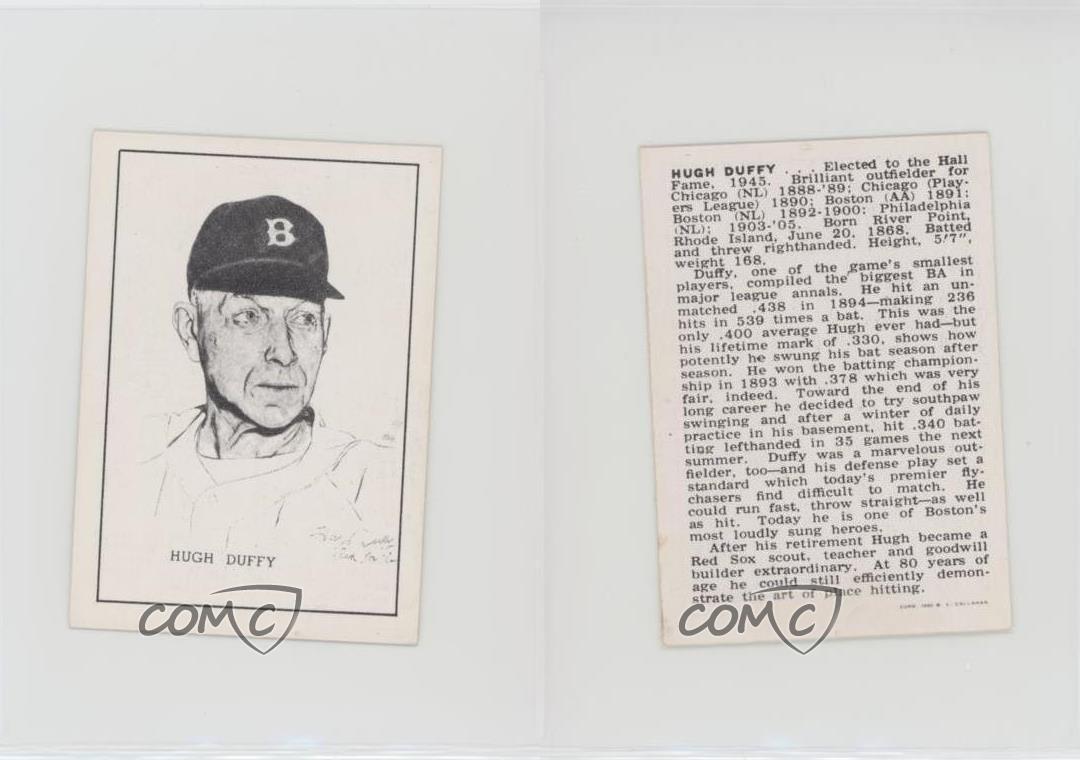 B
HUGH DUFFY
COMC
HUGH DUFFY . . . Elected to the Hall
Fame, 1945. Brilliant outfielder for
Chicago (NL) 1888-'89; Chicago (Play-
ers League) 1890; Boston (AA) 1891;
Boston (NL) 1892-1900; Philadelphia
(NL); 1903-'05. Born River Point,
Rhode Island, June 20, 1868. Batted
and threw righthanded. Height, 5'7",
weight 168.
Duffy, one of the game's smallest
players, compiled the biggest BA in
major league annals. He hit an un-
matched .438 in 1894—making 236
hits in 539 times a bat. This was the
only .400 average Hugh ever had—but
his lifetime mark of .330, shows how
potently he swung his bat season after
season. He won the batting champion-
ship in 1893 with .378 which was very
fair, indeed. Toward the end of his
long career he decided to try southpaw
swinging and after a winter of daily
practice in his basement, hit .340 bat-
ting lefthanded in 35 games the next
summer. Duffy was a marvelous out-
fielder, too—and his defense play set a
standard which today's premier fly-
chasers find difficult to match. He
could run fast, throw straight—as well
as hit. Today he is one of Boston's
most loudly sung heroes.
After his retirement Hugh became a
Red Sox scout, teacher and goodwill
builder extraordinary. At 80 years of
age he could still efficiently demon-
strate the art of place hitting.
CALLAHAN
COMC